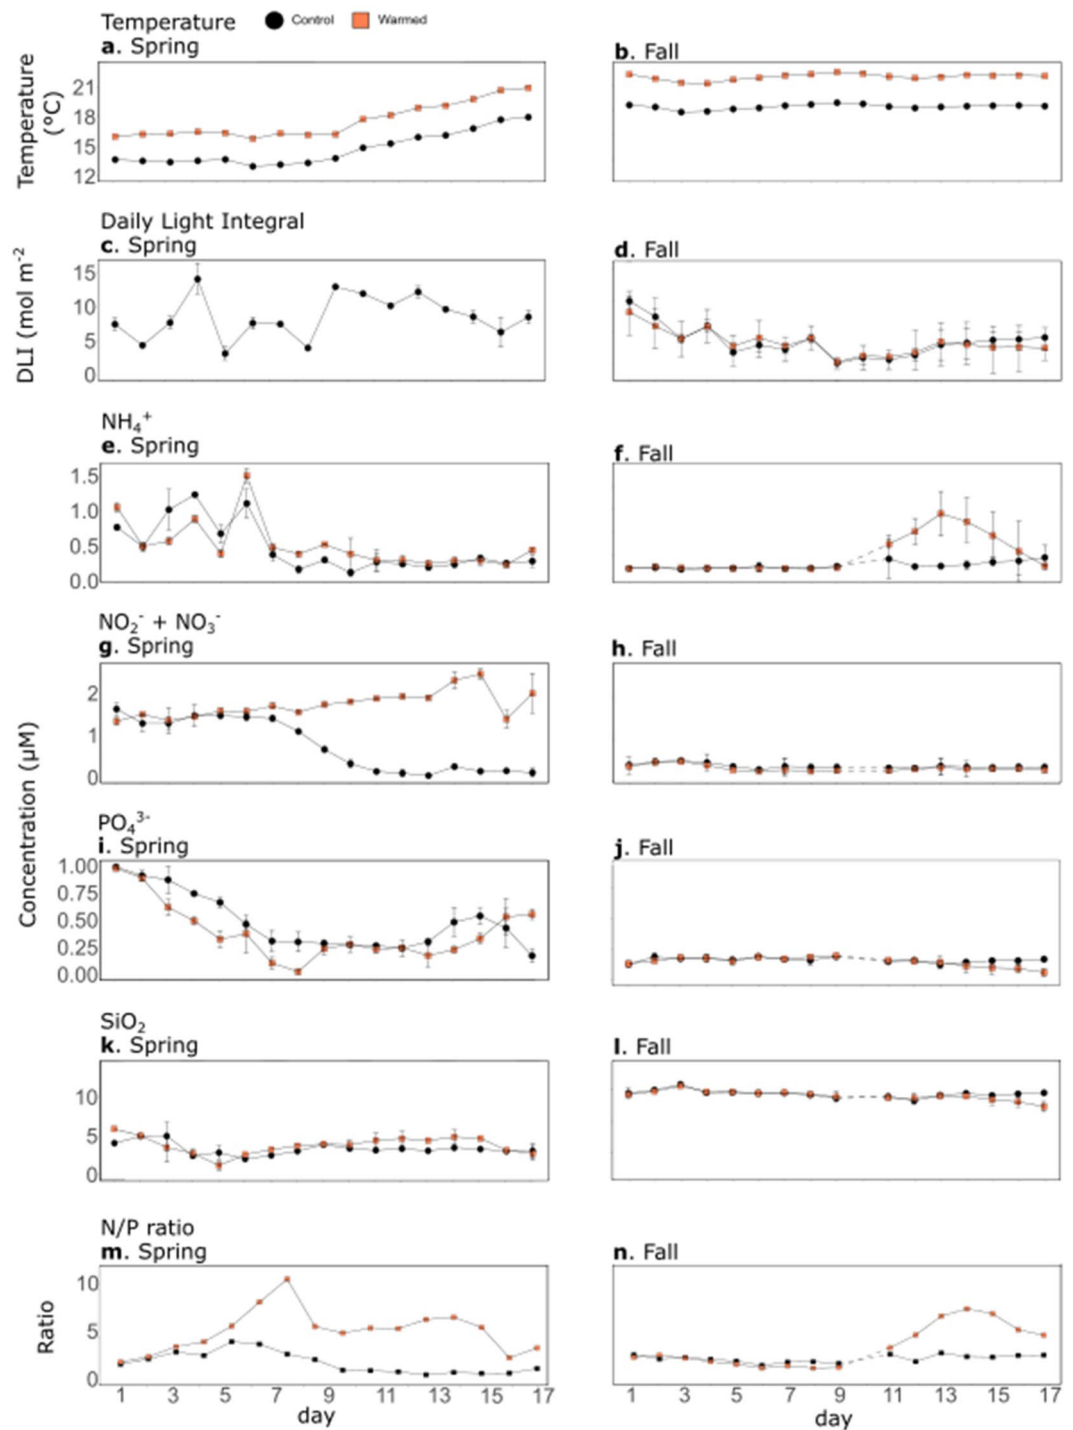 Temperature Control Warmed
a. Spring
b. Fall
Temperature (°C)
21
18
15
12
Daily Light Integral
c. Spring
d. Fall
DLI (mol m-2
15
10
5
0
NH4+
e. Spring
f. Fall
1.5
1.0
0.5
0.0
NO2- + NO3-
g. Spring
h. Fall
2
1
0
Concentration (µM)
PO43-
i. Spring
j. Fall
1.00
0.75
0.50
0.25
0.00
SiO2
k. Spring
l. Fall
10
5
0
N/P ratio
m. Spring
n. Fall
Ratio
10
5
0
1 3 5 7 9 11 13 15 17
day
1 3 5 7 9 11 13 15 17
day